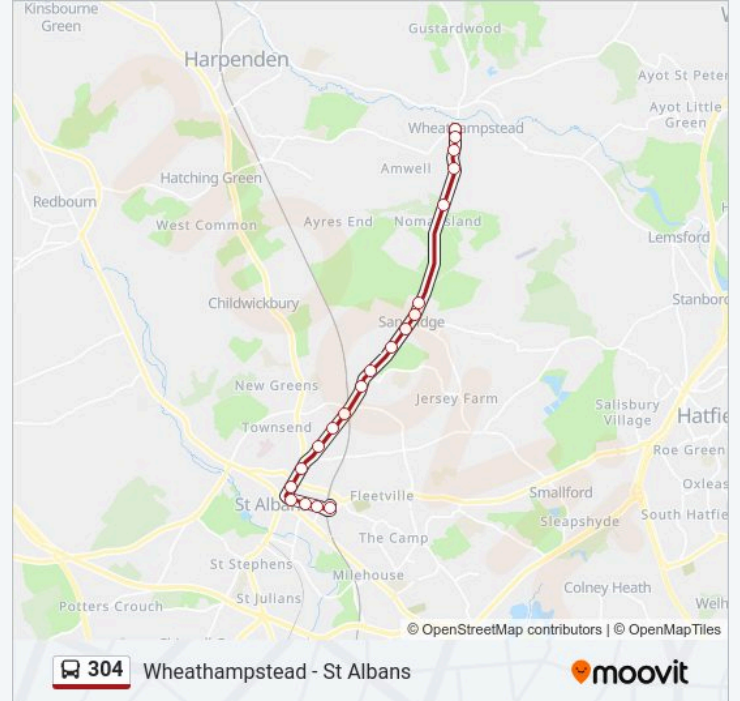 Kinsbourne
Green
Gustardwood
Harpenden
Ayot St Peter
Ayot Little
Green
Wheathampstead
Amwell
Hatching Green
Redbourn
West Common
Ayres End
Nomansland
Lemsford
Childwickbury
Stanbor
Sandridge
New Greens
Jersey Farm
Salisbury
Village
Hatfie
Townsend
Roe Green
St Albans
Fleetville
Smallford
Oxleas
Sleapshyde
South Hatfie
The Camp
St Stephens
Milehouse
Colney Heath
Potters Crouch
St Julians
Welh
© OpenStreetMap contributors | © OpenMapTiles
304 Wheathampstead - St Albans
moovit